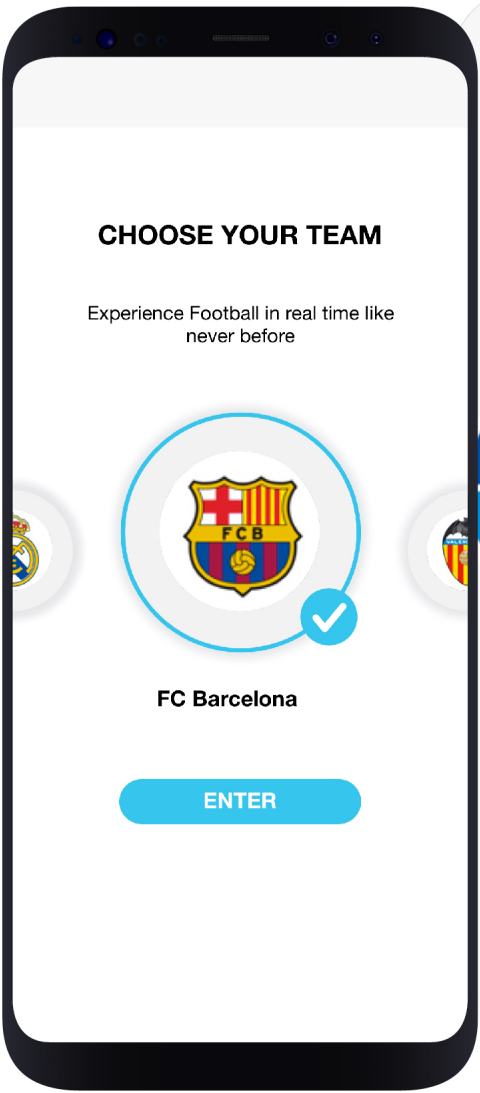 CHOOSE YOUR TEAM
Experience Football in real time like
never before
FCB
FC Barcelona
ENTER